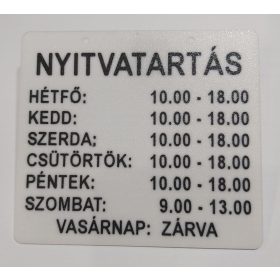 NYITVATARTÁS
HÉTFŐ: 10.00 - 18.00
KEDD: 10.00 - 18.00
SZERDA: 10.00 - 18.00
CSÜTÖRTÖK: 10.00 - 18.00
PÉNTEK: 10.00 - 18.00
SZOMBAT: 9.00 - 13.00
VASÁRNAP: ZÁRVA